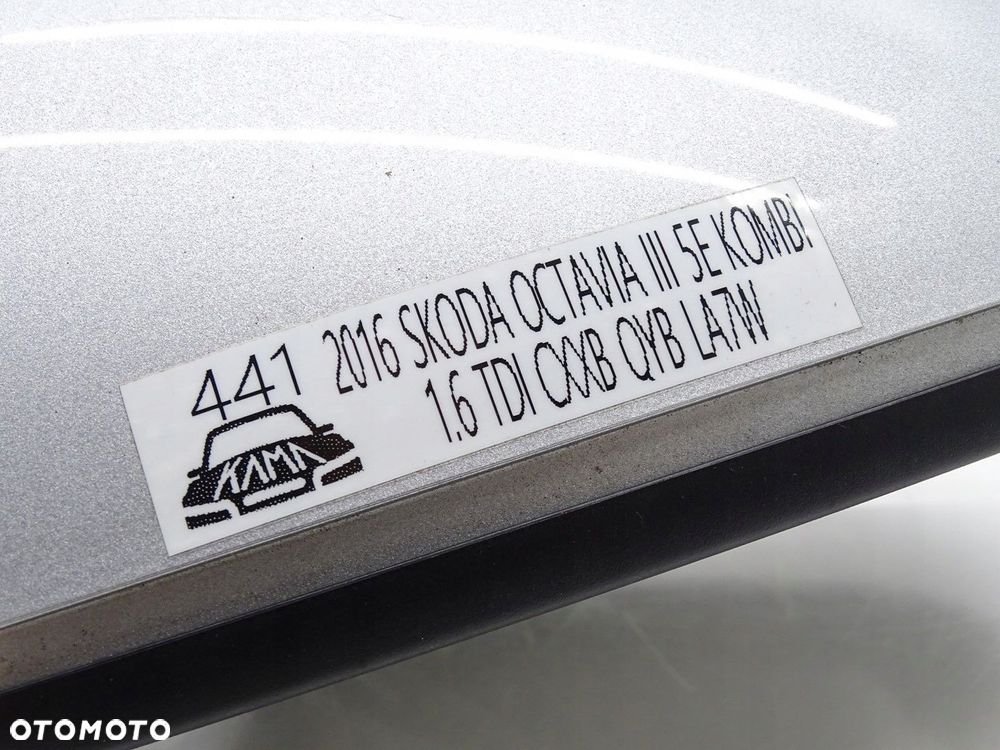 441
2016 SKODA OCTAVIA III 5E KOMBI
1.6 TDI CXXB QYB LA7W
KAMA
OTOMOTO